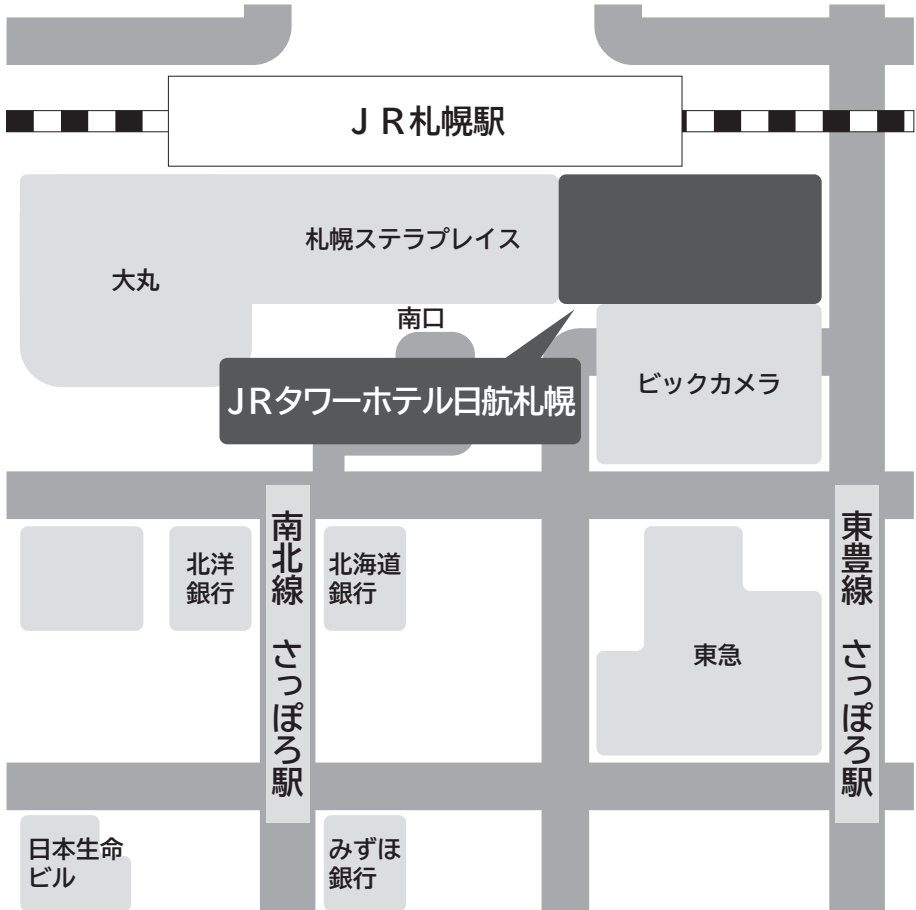 ＪＲ札幌駅
札幌ステラプレイス
大丸
南口
ＪＲタワーホテル日航札幌
ビックカメラ
北洋
銀行
南北線 さっぽろ駅
北海道
銀行
東急
東豊線 さっぽろ駅
日本生命
ビル
みずほ
銀行